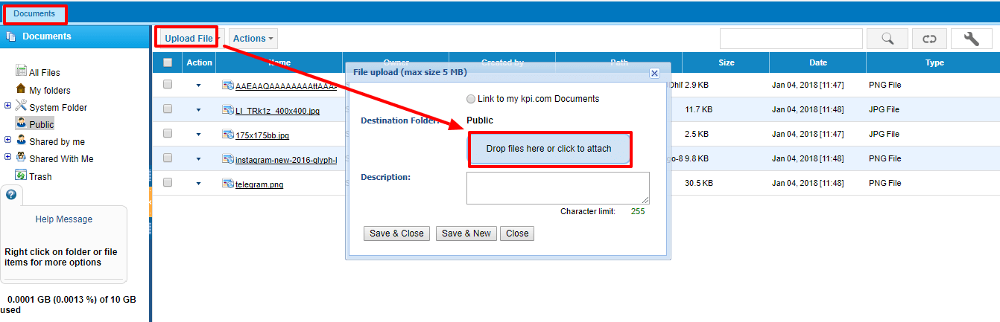 Documents
Documents
All Files
My folders
System Folder
Public
Shared by me
Shared With Me
Trash
Help Message
Right click on folder or file
items for more options
0.0001 GB (0.0013 %) of 10 GB
used
Upload File Actions
Action Name Owner Created by Path Size Date Type
AAEAAQAAAAAAAAttAAA 2.9 KB Jan 04, 2018 [11:47] PNG File
LI_TRk1z_400x400.jpg 11.7 KB Jan 04, 2018 [11:48] JPG File
175x175bb.jpg 2.5 KB Jan 04, 2018 [11:47] JPG File
instagram-new-2016-glyph- go-8 9.8 KB Jan 04, 2018 [11:48] PNG File
telegram.png 30.5 KB Jan 04, 2018 [11:48] PNG File
File upload (max size 5 MB)
Link to my kpi.com Documents
Destination Folder: Public
Drop files here or click to attach
Description:
Character limit: 255
Save & Close Save & New Close